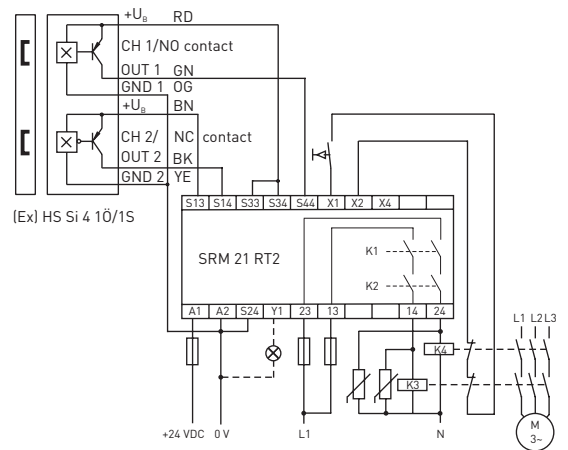 +UB RD
CH 1/NO contact
OUT 1 GN
GND 1 OG
+UB BN
CH 2/ NC contact
OUT 2 BK
GND 2 YE
(Ex) HS Si 4 1Ö/1S
S13 S14 S33 S34 S44 X1 X2 X4
SRM 21 RT2
K1
K2
A1 A2 S24 Y1 23 13 14 24
L1 L2 L3
K4
K3
M
3~
+24 VDC 0 V L1 N